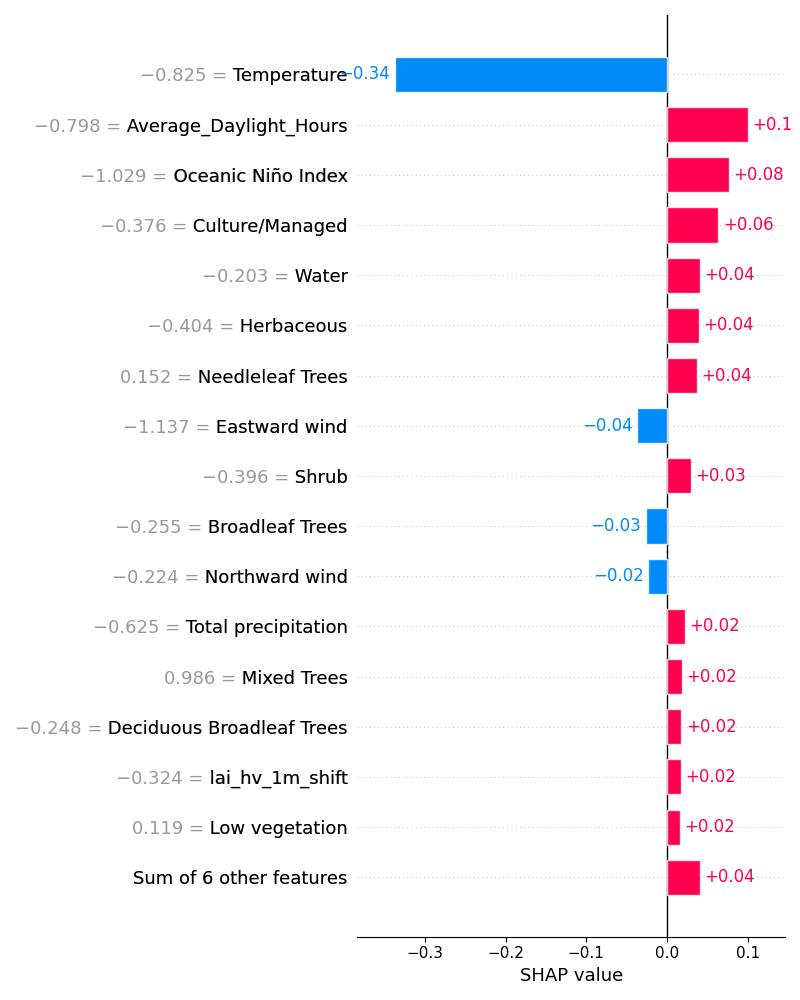 −0.825 = Temperature −0.34
−0.798 = Average_Daylight_Hours +0.1
−1.029 = Oceanic Niño Index +0.08
−0.376 = Culture/Managed +0.06
−0.203 = Water +0.04
−0.404 = Herbaceous +0.04
0.152 = Needleleaf Trees +0.04
−1.137 = Eastward wind −0.04
−0.396 = Shrub +0.03
−0.255 = Broadleaf Trees −0.03
−0.224 = Northward wind −0.02
−0.625 = Total precipitation +0.02
0.986 = Mixed Trees +0.02
−0.248 = Deciduous Broadleaf Trees +0.02
−0.324 = lai_hv_1m_shift +0.02
0.119 = Low vegetation +0.02
Sum of 6 other features +0.04
−0.3 −0.2 −0.1 0.0 0.1
SHAP value